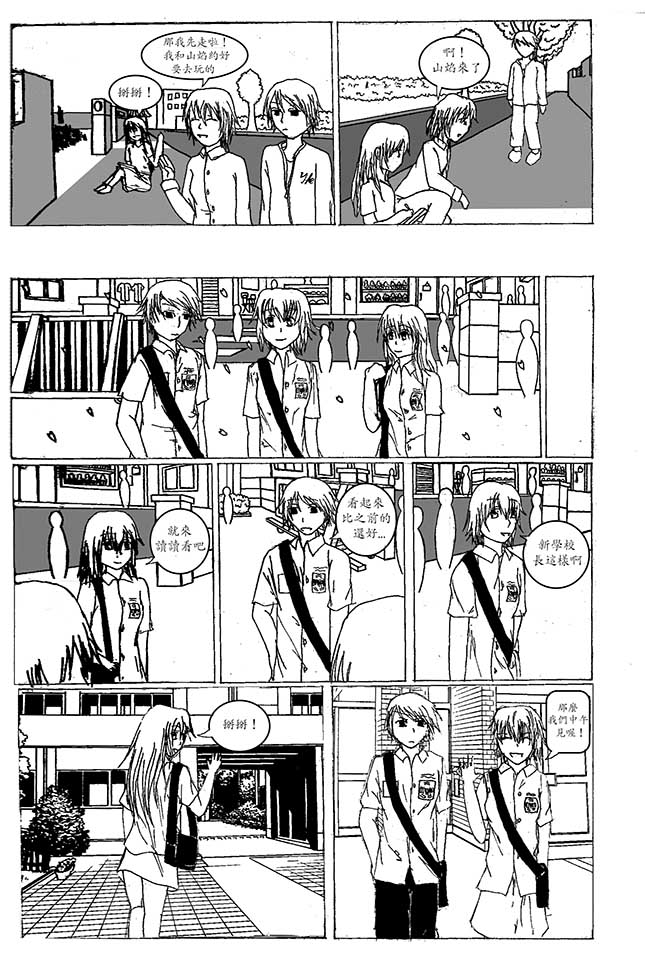 啊！
山焰來了
那我先走啦！
我和山焰約好
要去玩的
掰掰！
新學校
長這樣啊
看起來
比之前的
還好...
就來
讀讀看吧
那麼
我們中午
見喔！
掰掰！